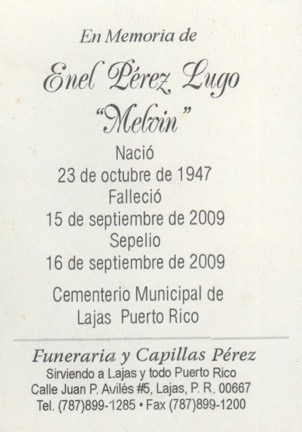 En Memoria de
Enel Pérez Lugo
"Melvin"
Nació
23 de octubre de 1947
Falleció
15 de septiembre de 2009
Sepelio
16 de septiembre de 2009
Cementerio Municipal de
Lajas Puerto Rico
Funeraria y Capillas Pérez
Sirviendo a Lajas y todo Puerto Rico
Calle Juan P. Avilés #5, Lajas, P. R. 00667
Tel. (787)899-1285 • Fax (787)899-1200